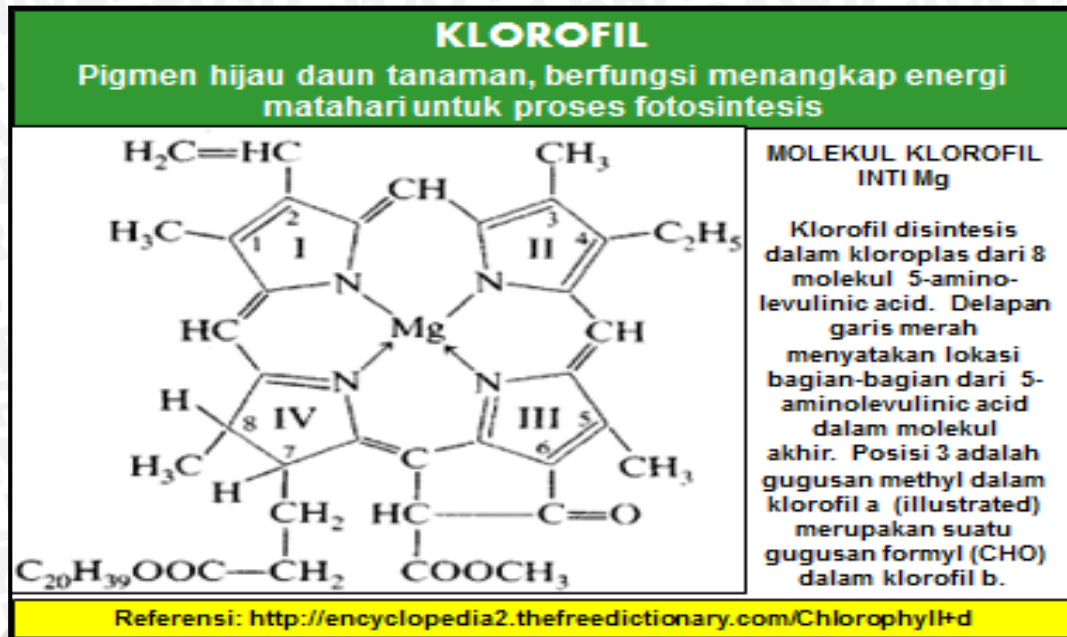 KLOROFIL
Pigmen hijau daun tanaman, berfungsi menangkap energi
matahari untuk proses fotosintesis
H₂C=HC
CH₃
CH
H₃C
1
2
I
3
4
II
C₂H₅
N
N
HC
Mg
CH
N
N
H
8
IV
7
III
5
6
H₃C
H
C
CH₃
CH₂
HC
C=O
C₂₀H₃₉OOC—CH₂
COOCH₃
MOLEKUL KLOROFIL
INTI Mg
Klorofil disintesis
dalam kloroplas dari 8
molekul 5-amino-
levulinic acid. Delapan
garis merah
menyatakan lokasi
bagian-bagian dari 5-
aminolevulinic acid
dalam molekul
akhir. Posisi 3 adalah
gugusan methyl dalam
klorofil a (illustrated)
merupakan suatu
gugusan formyl (CHO)
dalam klorofil b.
Referensi: http://encyclopedia2.thefreedictionary.com/Chlorophyll+d